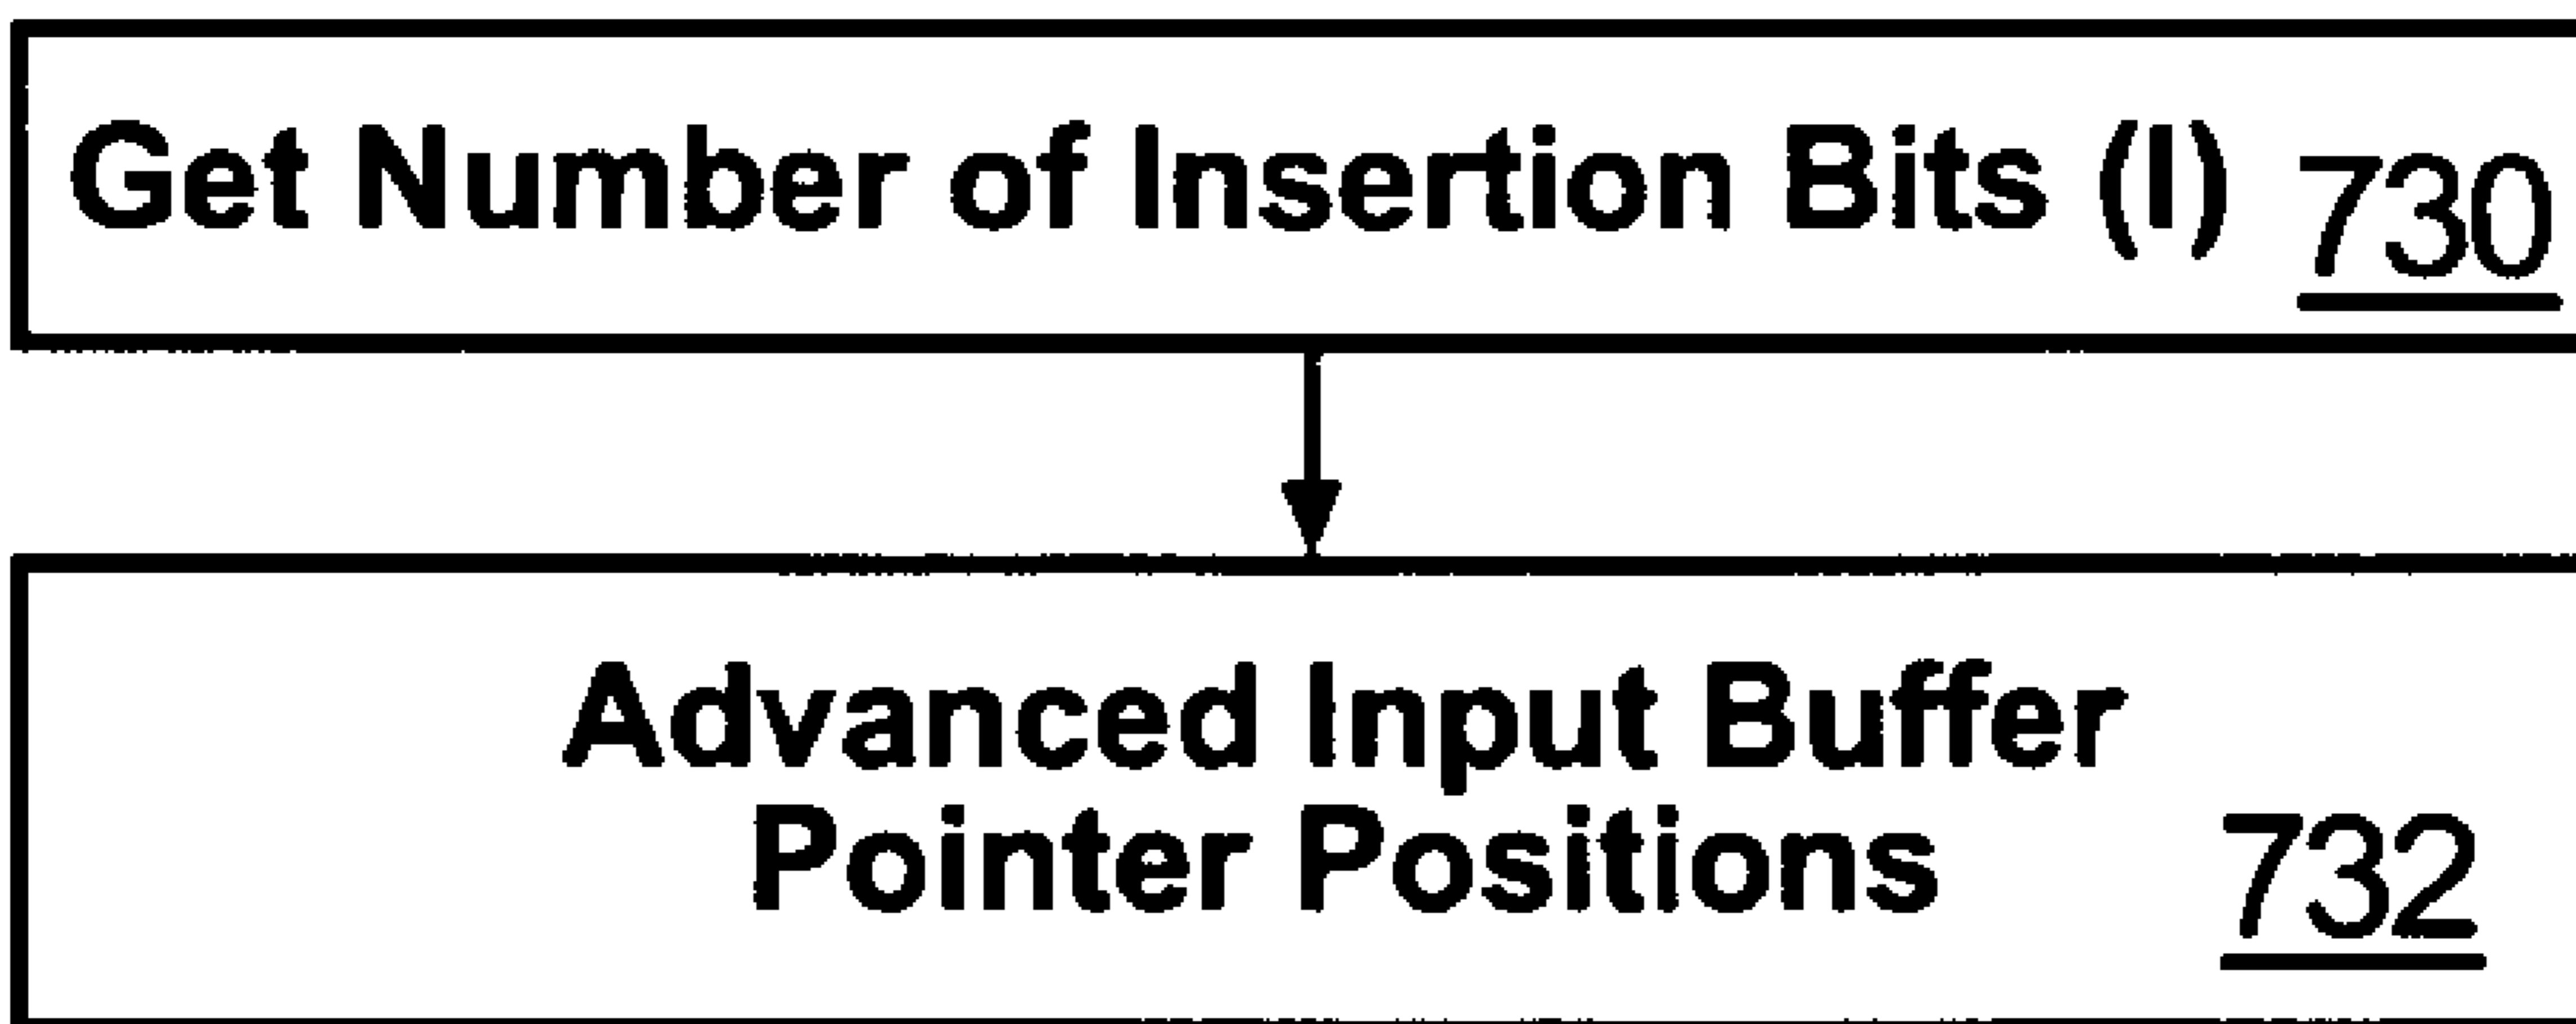 Get Number of Insertion Bits (I) 730
Advanced Input Buffer
Pointer Positions 732